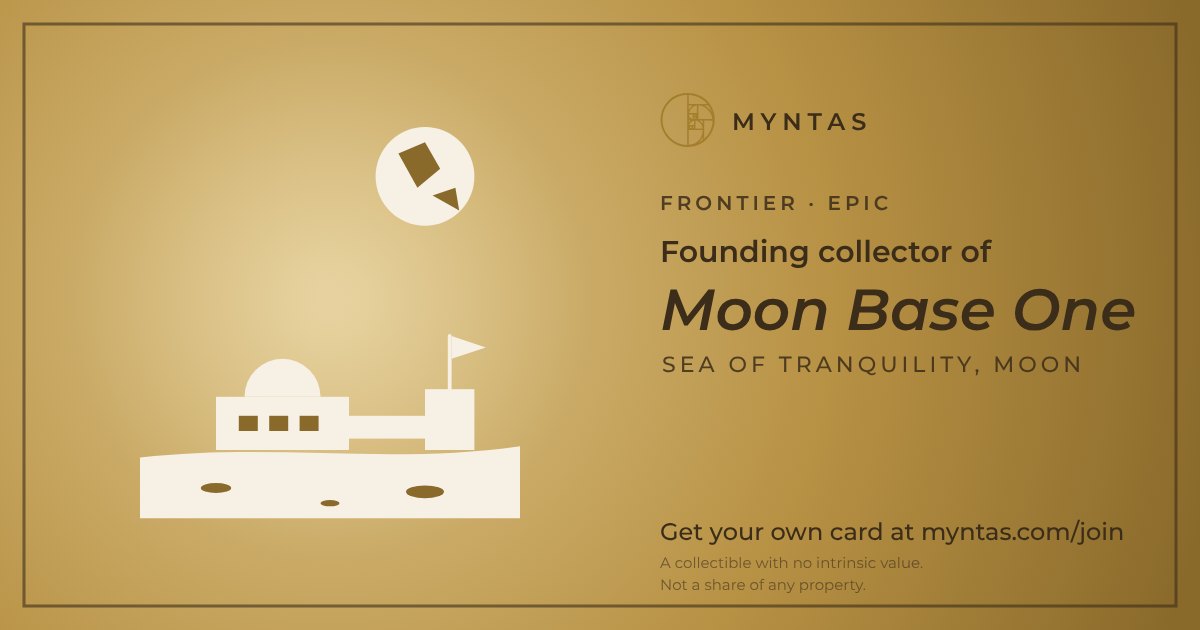 MYNTAS
FRONTIER · EPIC
Founding collector of
Moon Base One
SEA OF TRANQUILITY, MOON
Get your own card at myntas.com/join
A collectible with no intrinsic value.
Not a share of any property.